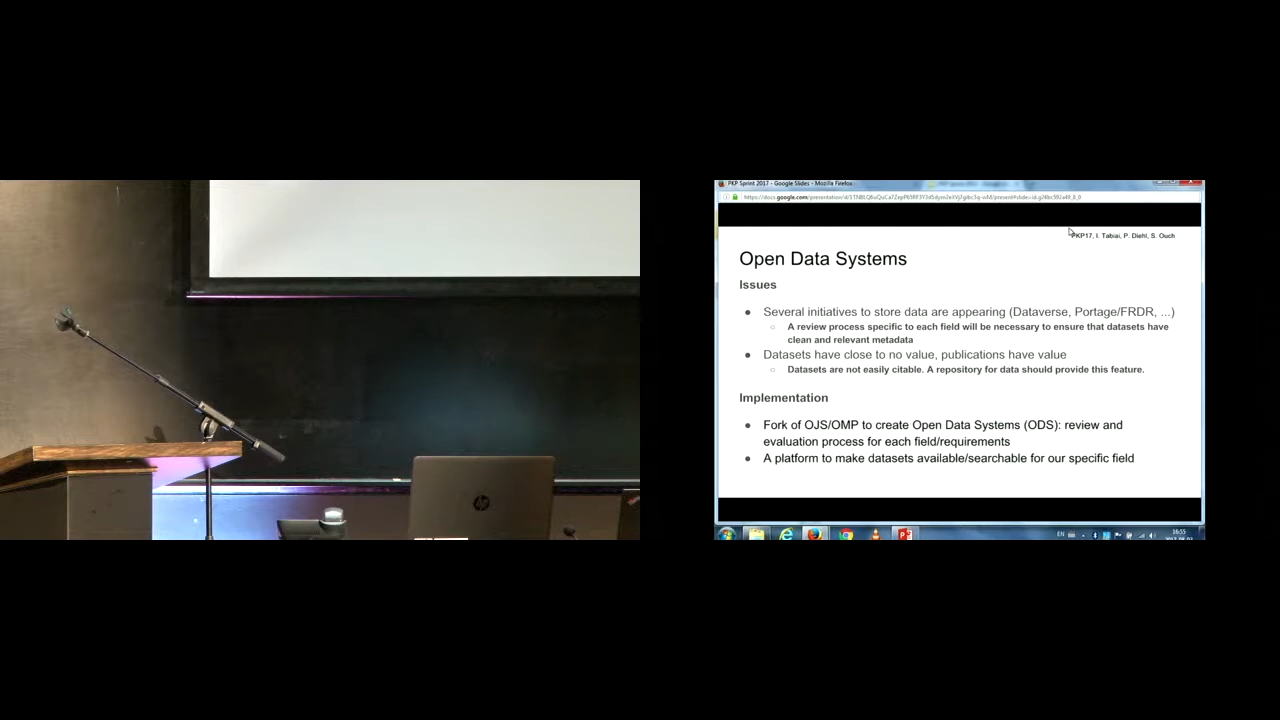 PKP Sprint 2017 - Google Slides - Mozilla Firefox
PKP17, I. Tabiai, P. Diehl, S. Ouch
Open Data Systems
Issues
● Several initiatives to store data are appearing (Dataverse, Portage/FRDR, ...)
○ A review process specific to each field will be necessary to ensure that datasets have
clean and relevant metadata
● Datasets have close to no value, publications have value
○ Datasets are not easily citable. A repository for data should provide this feature.
Implementation
● Fork of OJS/OMP to create Open Data Systems (ODS): review and
evaluation process for each field/requirements
● A platform to make datasets available/searchable for our specific field
EN
16:55
hp